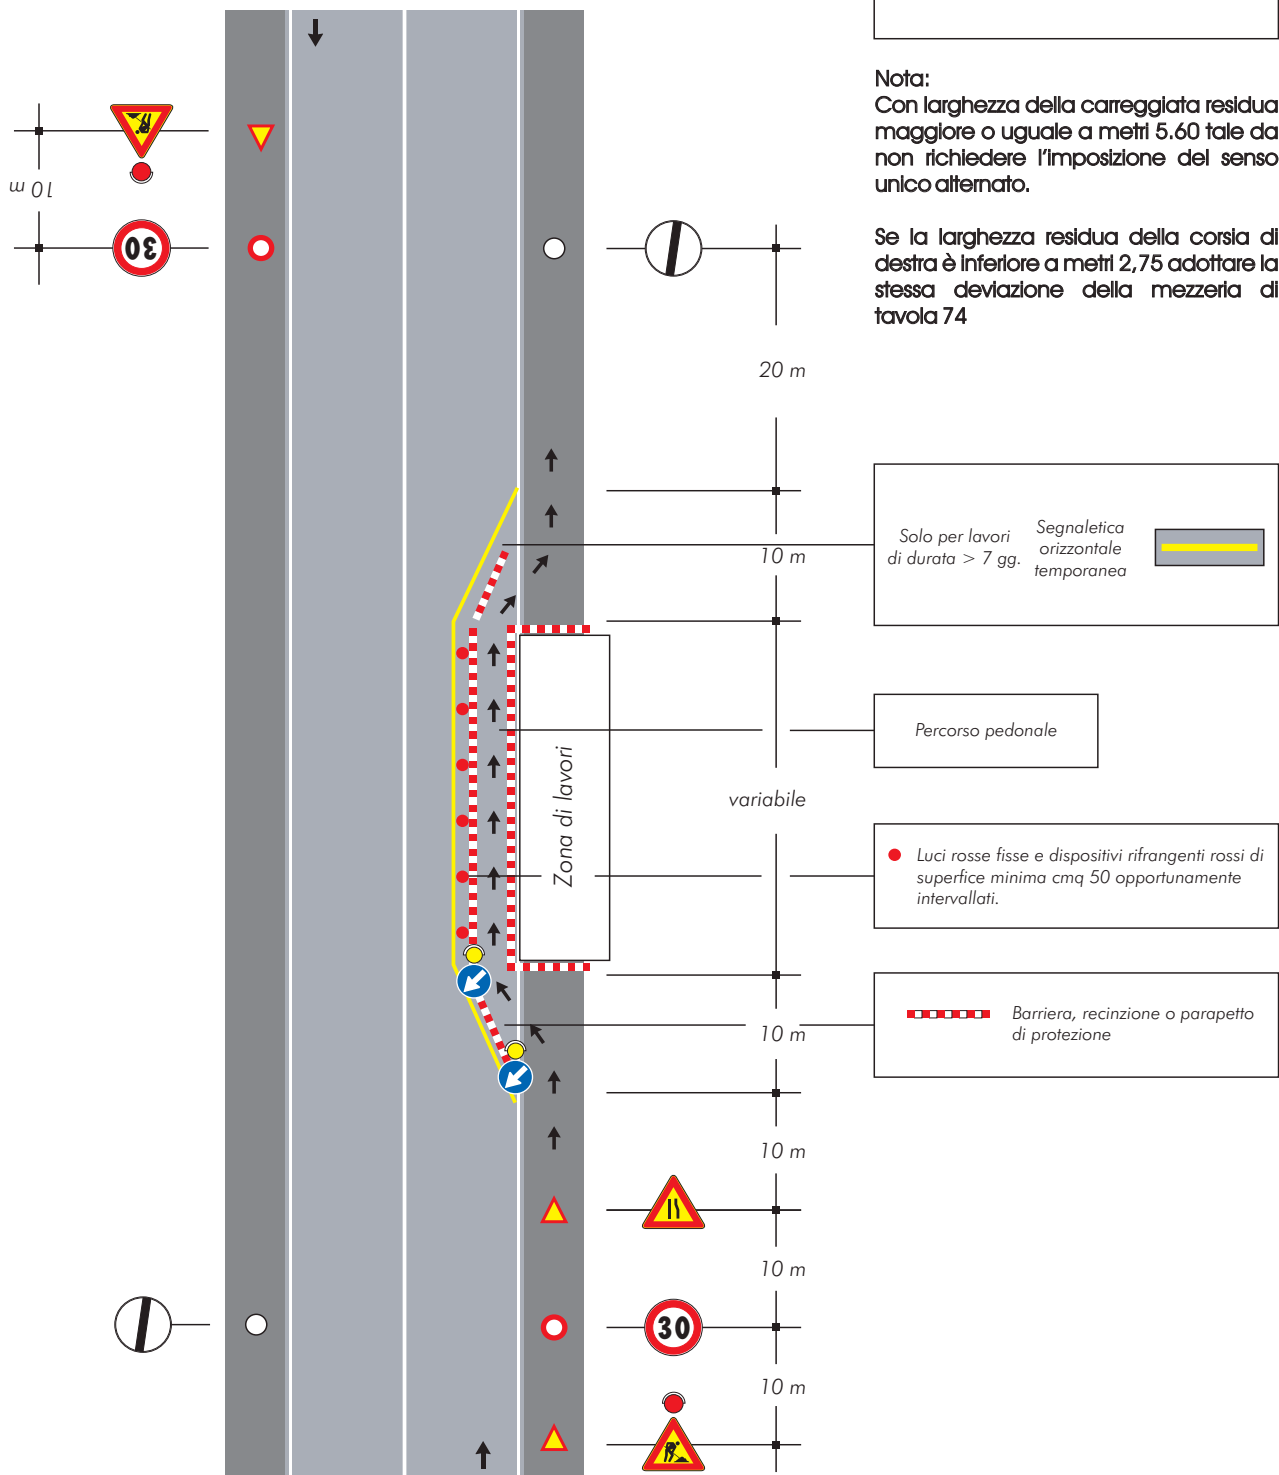 Nota:
Con larghezza della carreggiata residua
maggiore o uguale a metri 5.60 tale da
non richiedere l'imposizione del senso
unico alternato.
Se la larghezza residua della corsia di
destra è inferiore a metri 2,75 adottare la
stessa deviazione della mezzeria di
tavola 74
10 m
30
20 m
10 m
Solo per lavori
di durata > 7 gg.
Segnaletica
orizzontale
temporanea
Percorso pedonale
Zona di lavori
variabile
Luci rosse fisse e dispositivi rifrangenti rossi di
superfice minima cmq 50 opportunamente
intervallati.
Barriera, recinzione o parapetto
di protezione
10 m
10 m
10 m
30
10 m